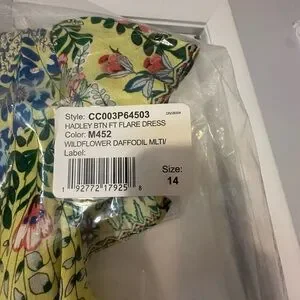 Style: CC003P64503
HADLEY BTN FT FLARE DRESS
Color: M452
WILDFLOWER DAFFODIL MLTI/
Label:
Size:
14
1 92772 17925 8